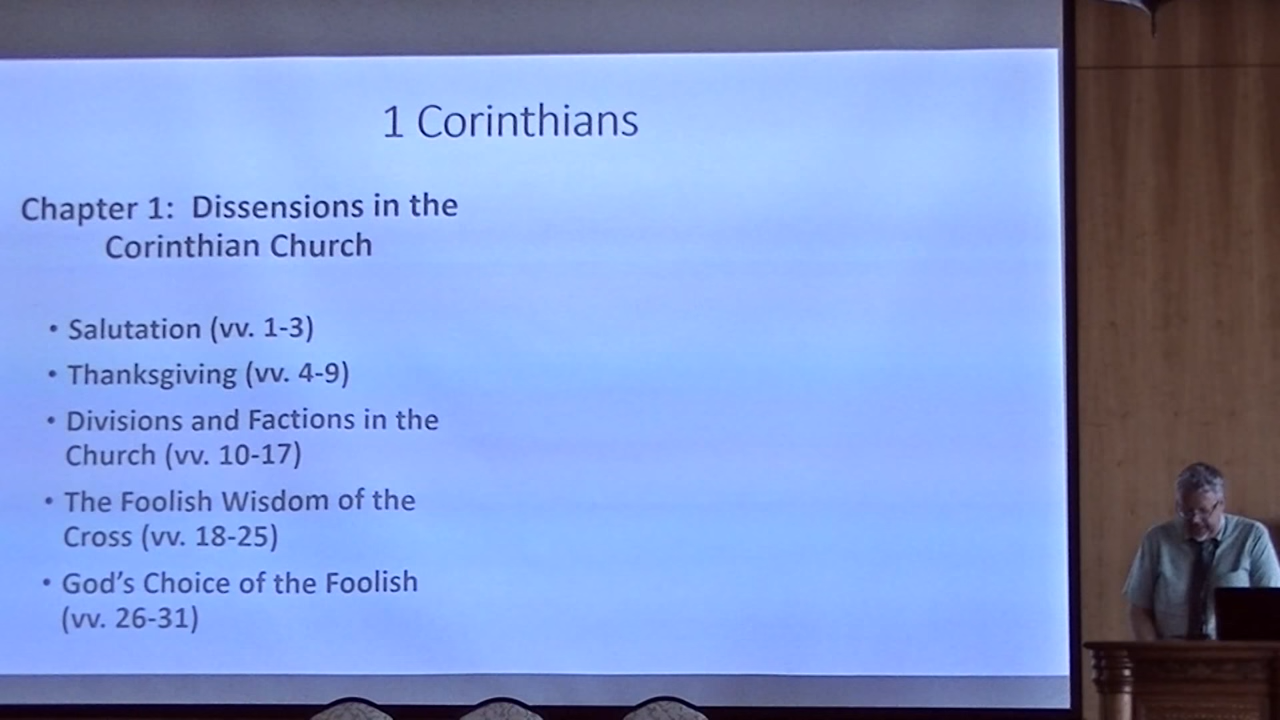 1 Corinthians
Chapter 1: Dissensions in the
Corinthian Church
• Salutation (vv. 1-3)
• Thanksgiving (vv. 4-9)
• Divisions and Factions in the
Church (vv. 10-17)
• The Foolish Wisdom of the
Cross (vv. 18-25)
• God’s Choice of the Foolish
(vv. 26-31)